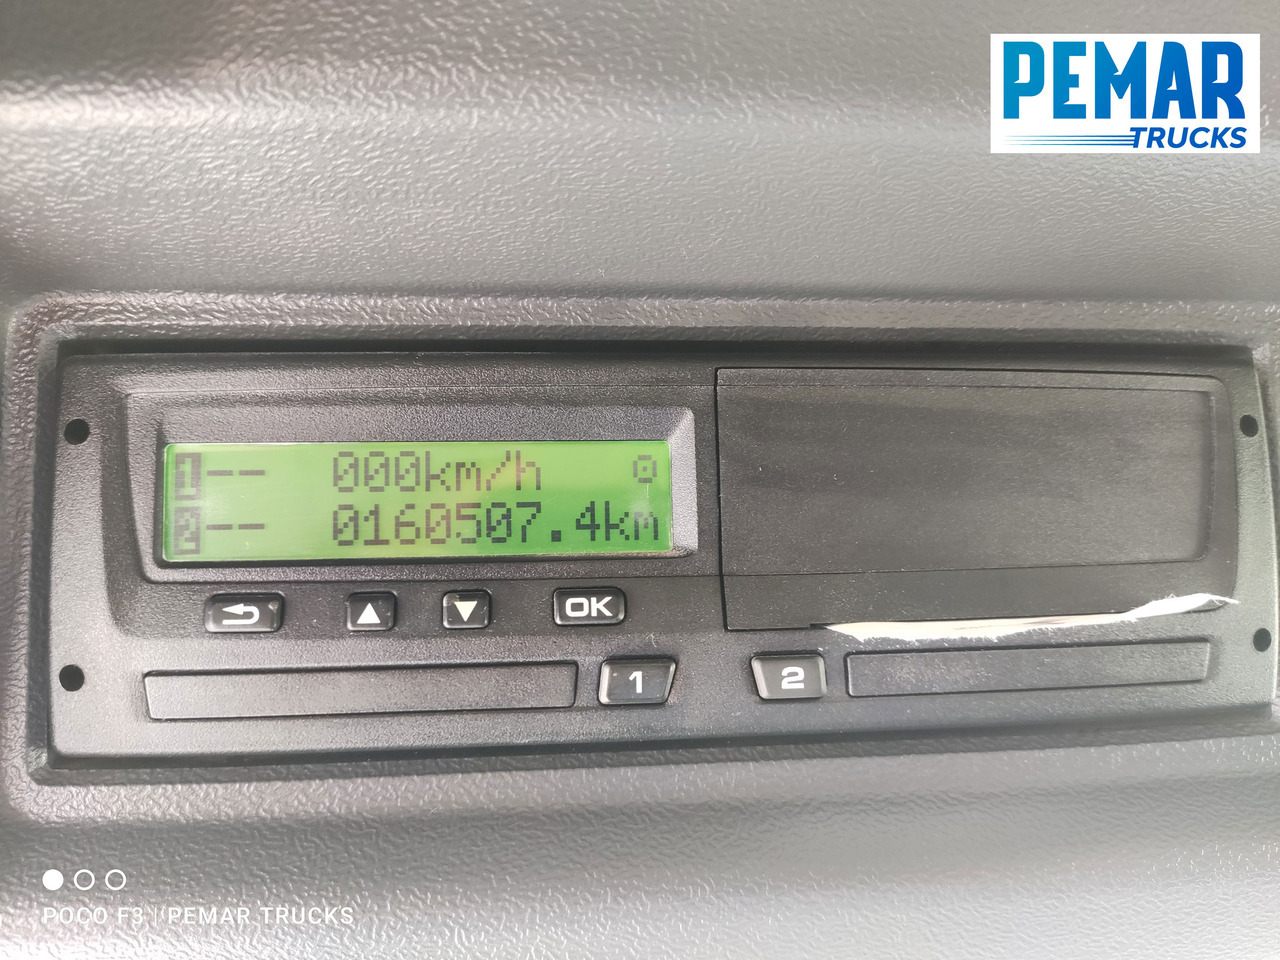 PEMAR
TRUCKS
1-- 000km/h
2-- 0160507.4km
OK
1
2
POCO F3 | PEMAR TRUCKS